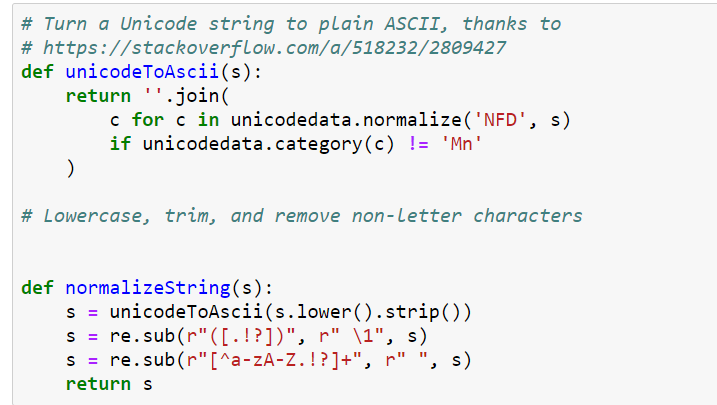 # Turn a Unicode string to plain ASCII, thanks to
# https://stackoverflow.com/a/518232/2809427
def unicodeToAscii(s):
    return ''.join(
        c for c in unicodedata.normalize('NFD', s)
        if unicodedata.category(c) != 'Mn'
    )
# Lowercase, trim, and remove non-letter characters
def normalizeString(s):
    s = unicodeToAscii(s.lower().strip())
    s = re.sub(r"([.!?])", r" \1", s)
    s = re.sub(r"[^a-zA-Z.!?]+", r" ", s)
    return s